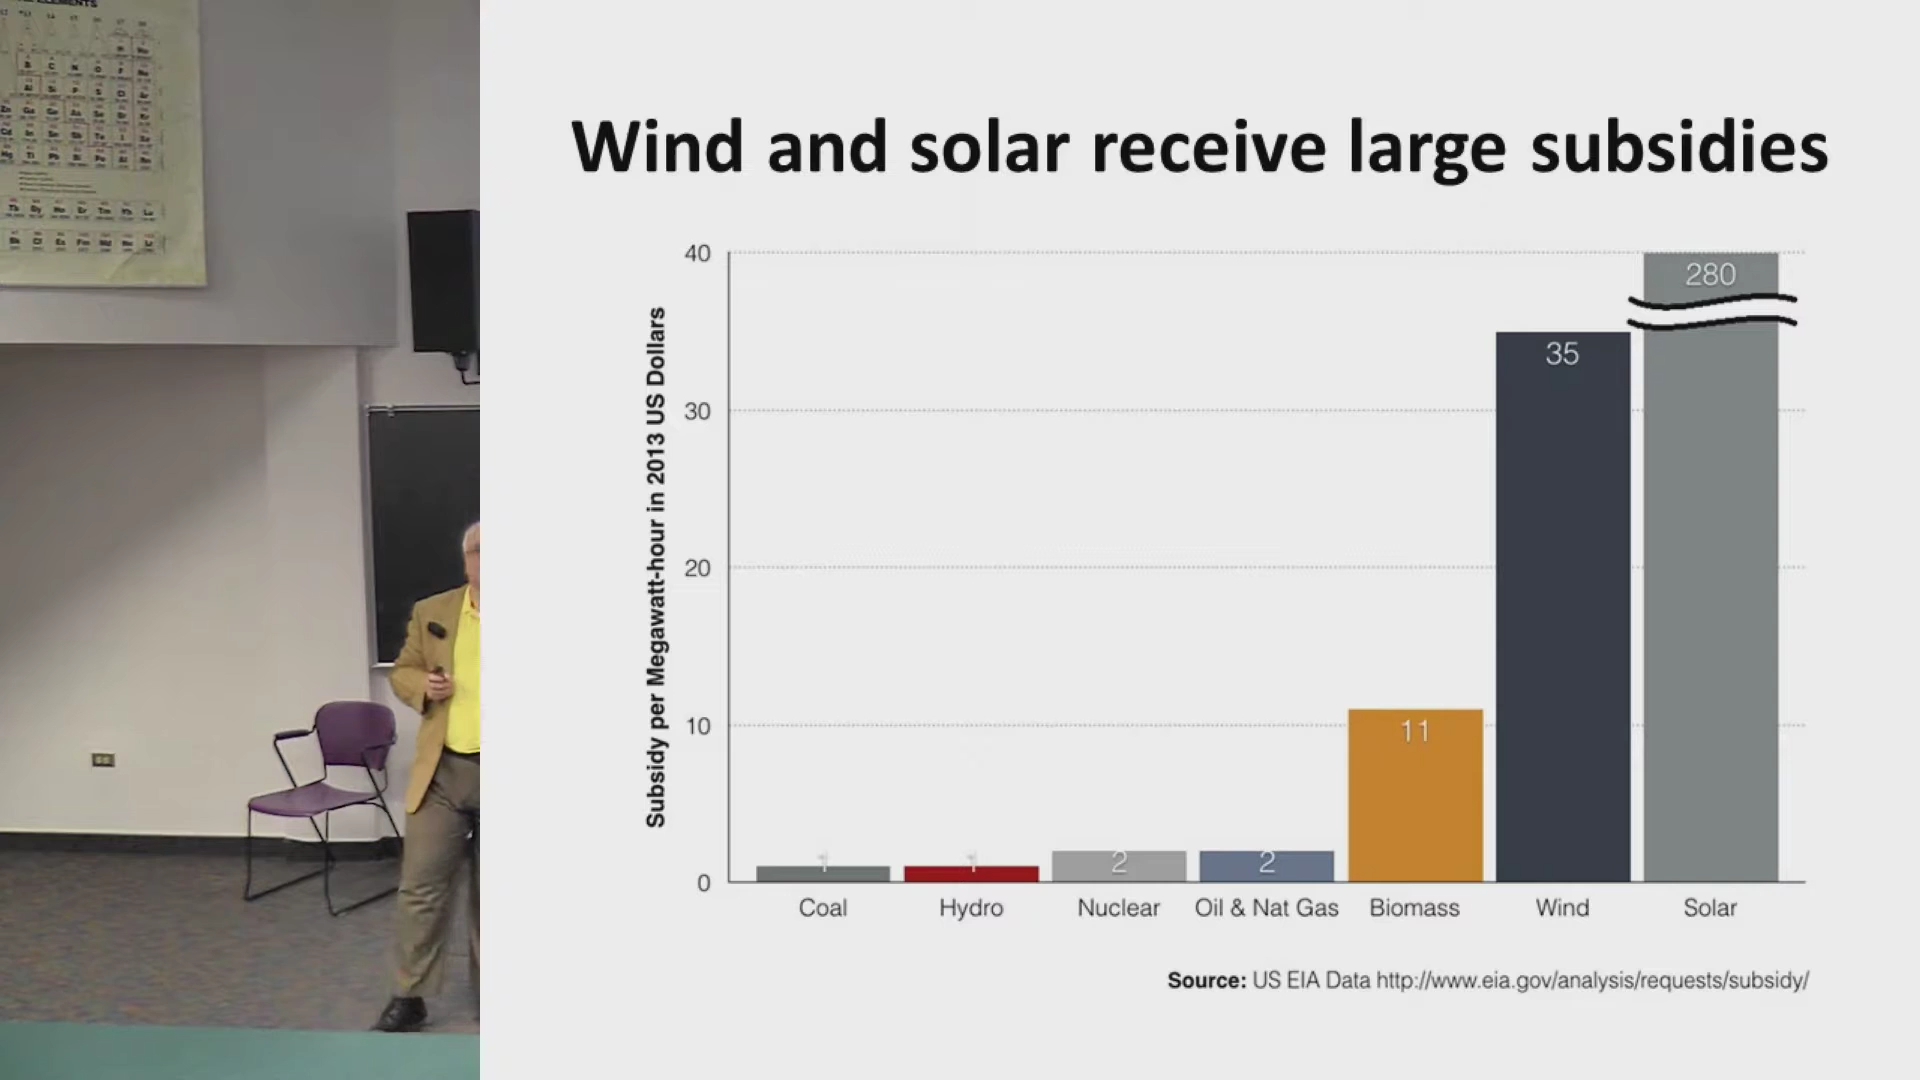 ELEMENTS
Wind and solar receive large subsidies
Subsidy per Megawatt-hour in 2013 US Dollars
40
30
20
10
0
1
1
2
2
11
35
280
Coal
Hydro
Nuclear
Oil & Nat Gas
Biomass
Wind
Solar
Source: US EIA Data http://www.eia.gov/analysis/requests/subsidy/